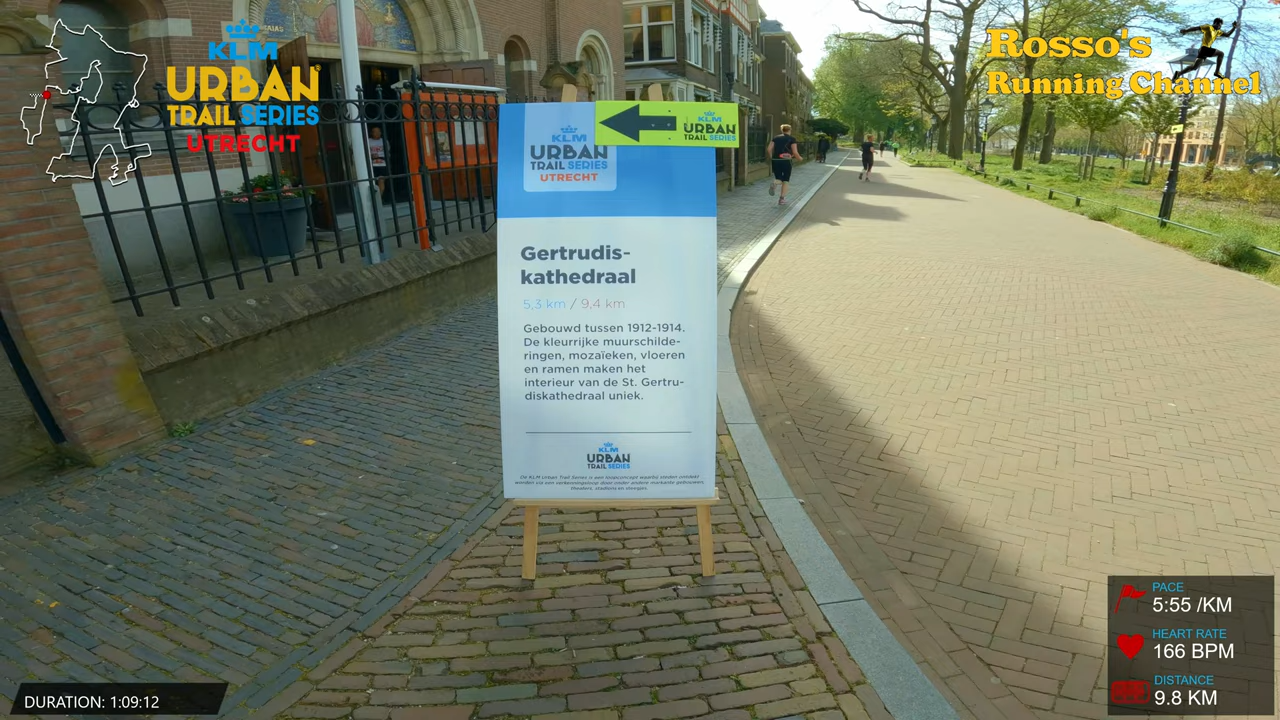 KLM
URBAN
TRAIL SERIES
UTRECHT
Rosso's
Running Channel
KLM
URBAN
TRAIL SERIES
KLM
URBAN
TRAIL SERIES
UTRECHT
Gertrudis-
kathedraal
5,3 km / 9,4 km
Gebouwd tussen 1912-1914.
De kleurrijke muurschilde-
ringen, mozaïeken, vloeren
en ramen maken het
interieur van de St. Gertru-
diskathedraal uniek.
KLM
URBAN
TRAIL SERIES
PACE
5:55 /KM
HEART RATE
166 BPM
DISTANCE
9.8 KM
DURATION: 1:09:12